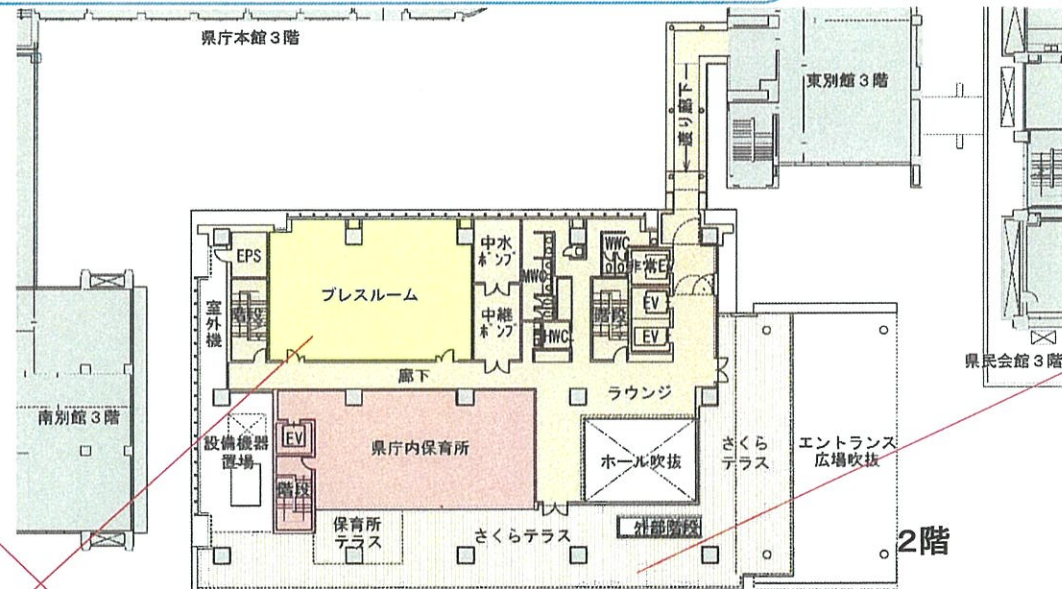 県庁本館3階
東別館3階
渡り廊下
EPS
プレスルーム
中水
ポンプ
MWC
WWC
非常E
室外機
階段
中継
ポンプ
HWC
階段
EV
EV
廊下
ラウンジ
県民会館3階
南別館3階
設備機器
置場
EV
県庁内保育所
ホール吹抜
さくら
テラス
エントランス
広場吹抜
階段
保育所
テラス
さくらテラス
外部階段
2階